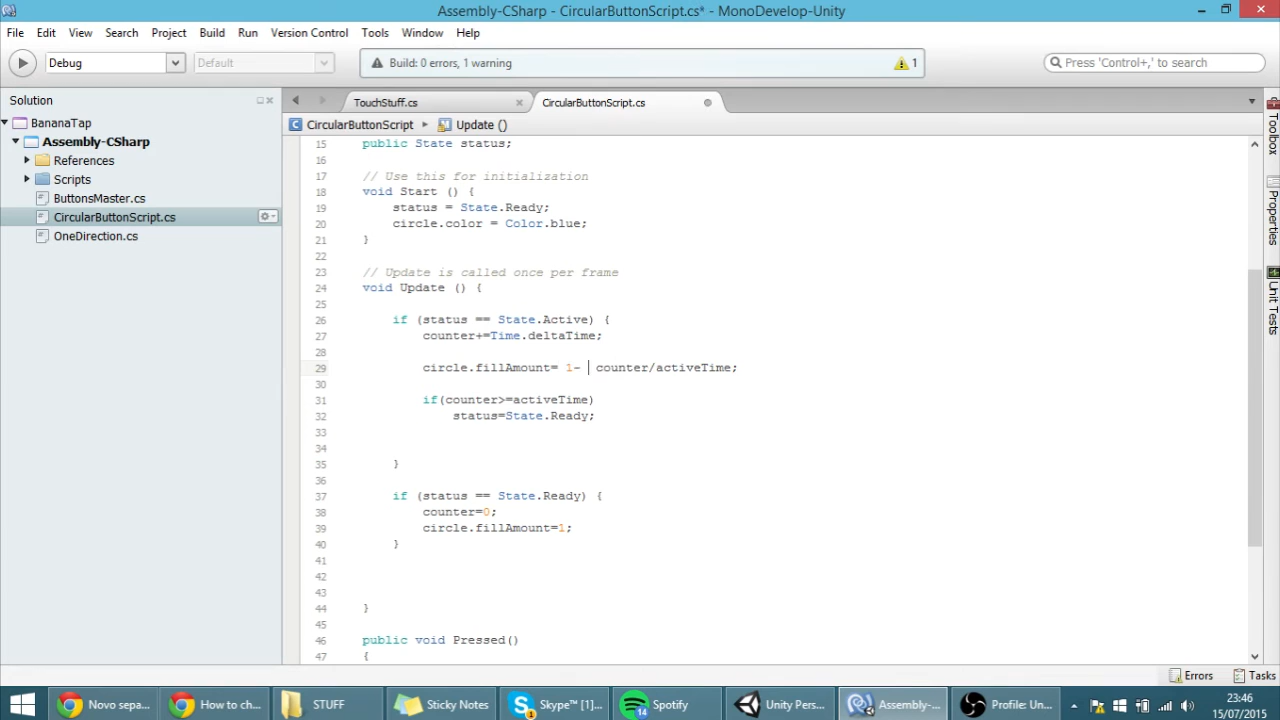 Assembly-CSharp - CircularButtonScript.cs* - MonoDevelop-Unity
File Edit View Search Project Build Run Version Control Tools Window Help
Debug
Default
Build: 0 errors, 1 warning
1
Press 'Control+,' to search
Solution
TouchStuff.cs
CircularButtonScript.cs
BananaTap
CircularButtonScript
Update ()
Assembly-CSharp
References
Scripts
ButtonsMaster.cs
CircularButtonScript.cs
OneDirection.cs
15 public State status;
16
17 // Use this for initialization
18 void Start () {
19 status = State.Ready;
20 circle.color = Color.blue;
21 }
22
23 // Update is called once per frame
24 void Update () {
25
26 if (status == State.Active) {
27 counter+=Time.deltaTime;
28
29 circle.fillAmount= 1- counter/activeTime;
30
31 if(counter>=activeTime)
32 status=State.Ready;
33
34
35 }
36
37 if (status == State.Ready) {
38 counter=0;
39 circle.fillAmount=1;
40 }
41
42
43
44 }
45
46 public void Pressed()
47 {
Toolbox
Properties
Unit Tests
Errors
Tasks
Novo sepa...
How to ch...
STUFF
Sticky Notes
Skype™ [1]...
1
Spotify
14
Unity Pers...
Assembly-...
Profile: Un...
23:46
15/07/2015